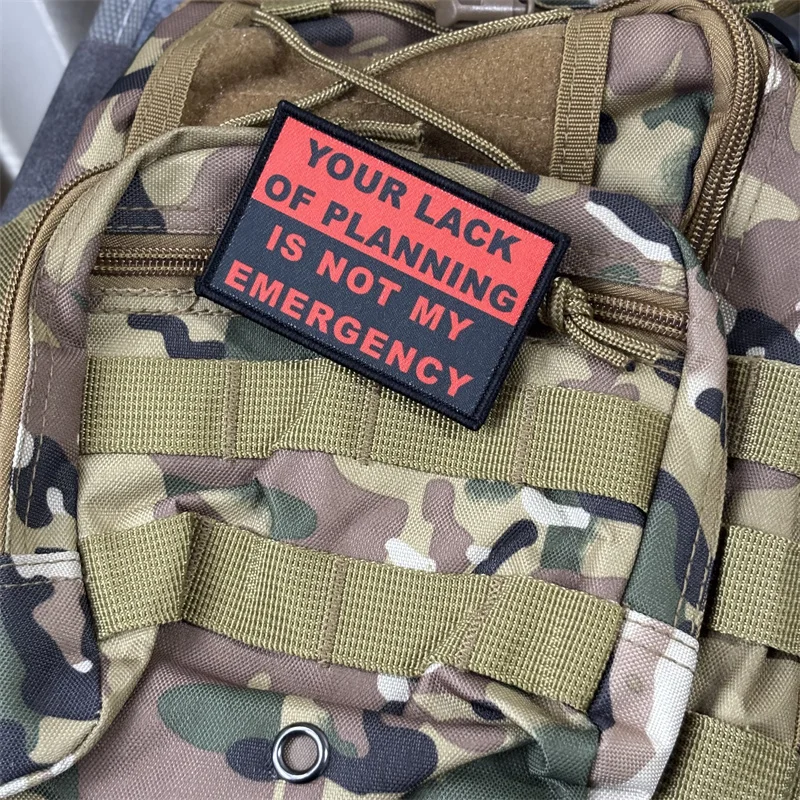 YOUR LACK
OF PLANNING
IS NOT MY
EMERGENCY